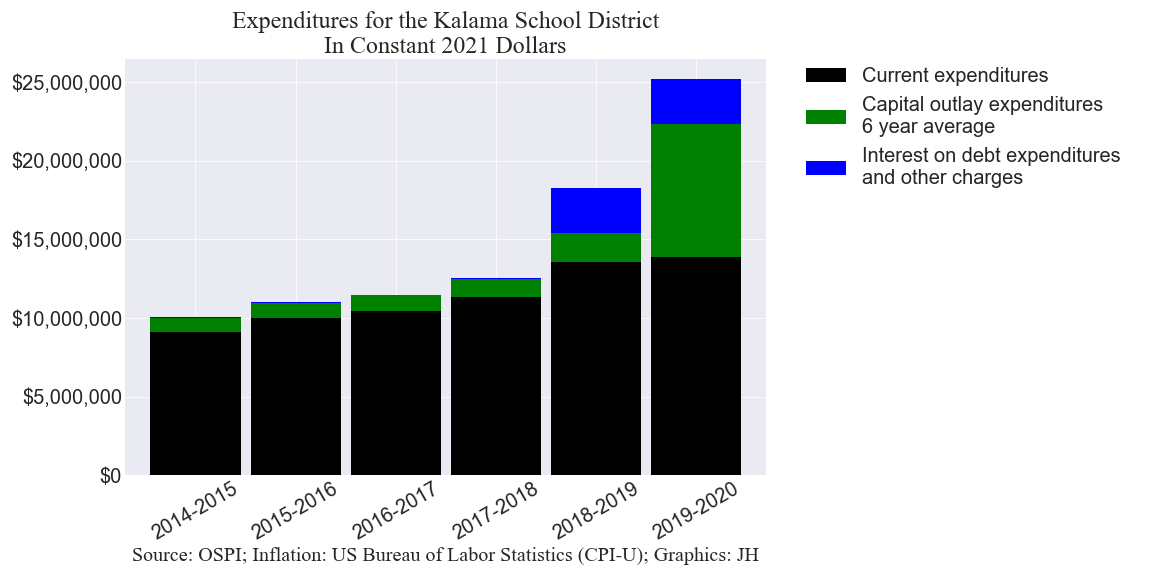 Expenditures for the Kalama School District
In Constant 2021 Dollars
$25,000,000
$20,000,000
$15,000,000
$10,000,000
$5,000,000
$0
2014-2015
2015-2016
2016-2017
2017-2018
2018-2019
2019-2020
Current expenditures
Capital outlay expenditures
6 year average
Interest on debt expenditures
and other charges
Source: OSPI; Inflation: US Bureau of Labor Statistics (CPI-U); Graphics: JH